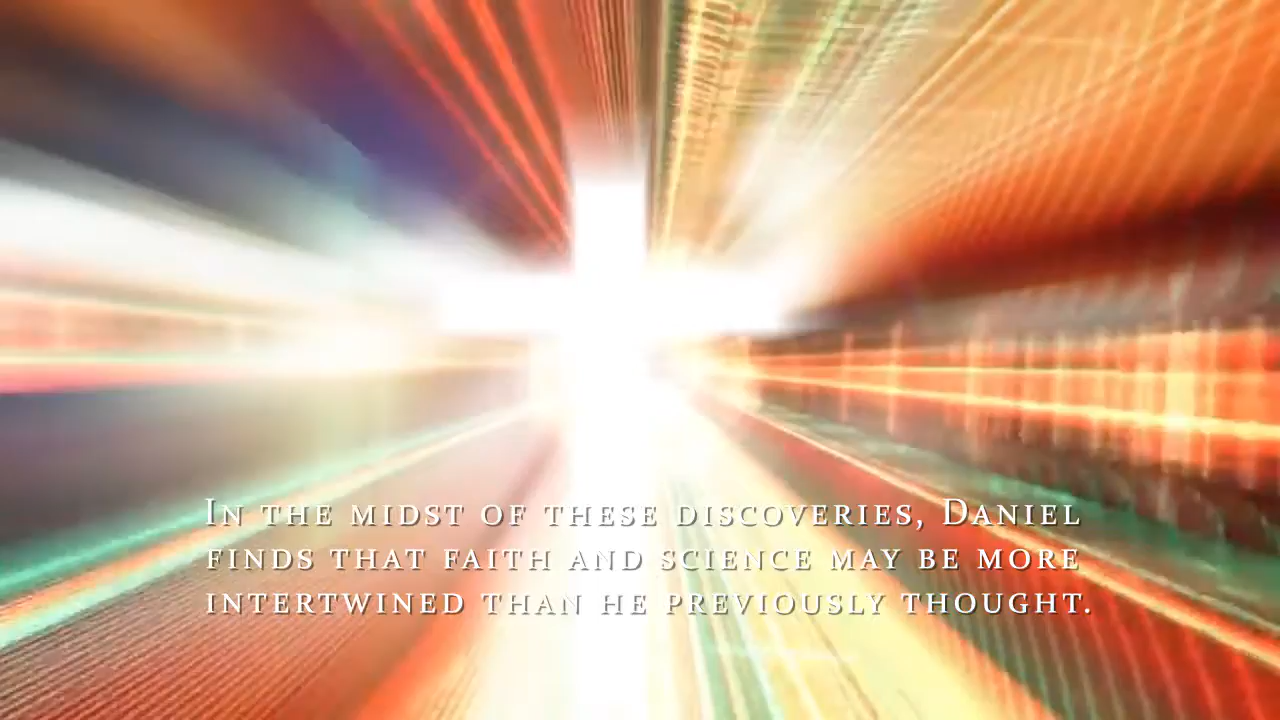 In the midst of these discoveries, Daniel
finds that faith and science may be more
intertwined than he previously thought.